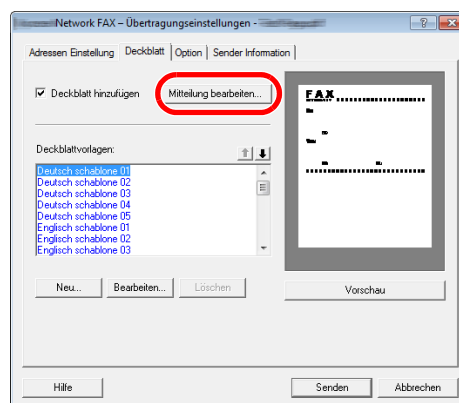 Network FAX – Übertragungseinstellungen -
Adressen Einstellung Deckblatt Option Sender Information
Deckblatt hinzufügen Mitteilung bearbeiten...
FAX
Deckblattvorlagen:
Deutsch schablone 01
Deutsch schablone 02
Deutsch schablone 03
Deutsch schablone 04
Deutsch schablone 05
Englisch schablone 01
Englisch schablone 02
Englisch schablone 03
Neu... Bearbeiten... Löschen Vorschau
Hilfe Senden Abbrechen